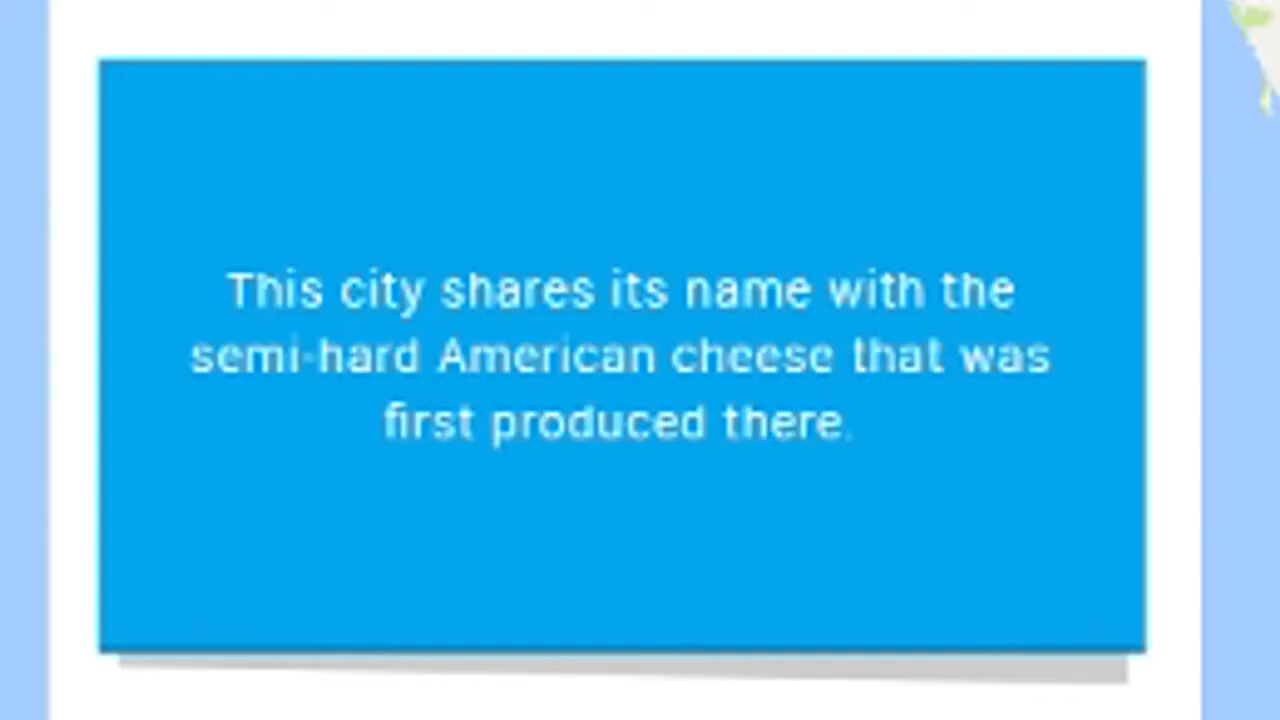 This city shares its name with the
semi-hard American cheese that was
first produced there.